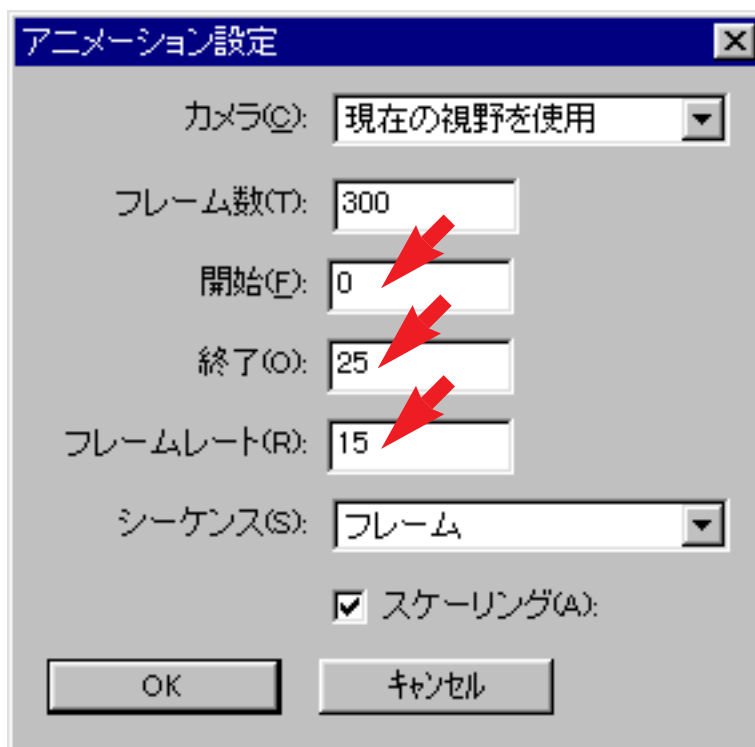 アニメーション設定
カメラ(C): 現在の視野を使用
フレーム数(T): 300
開始(F): 0
終了(O): 25
フレームレート(R): 15
シーケンス(S): フレーム
スケーリング(A):
OK キャンセル